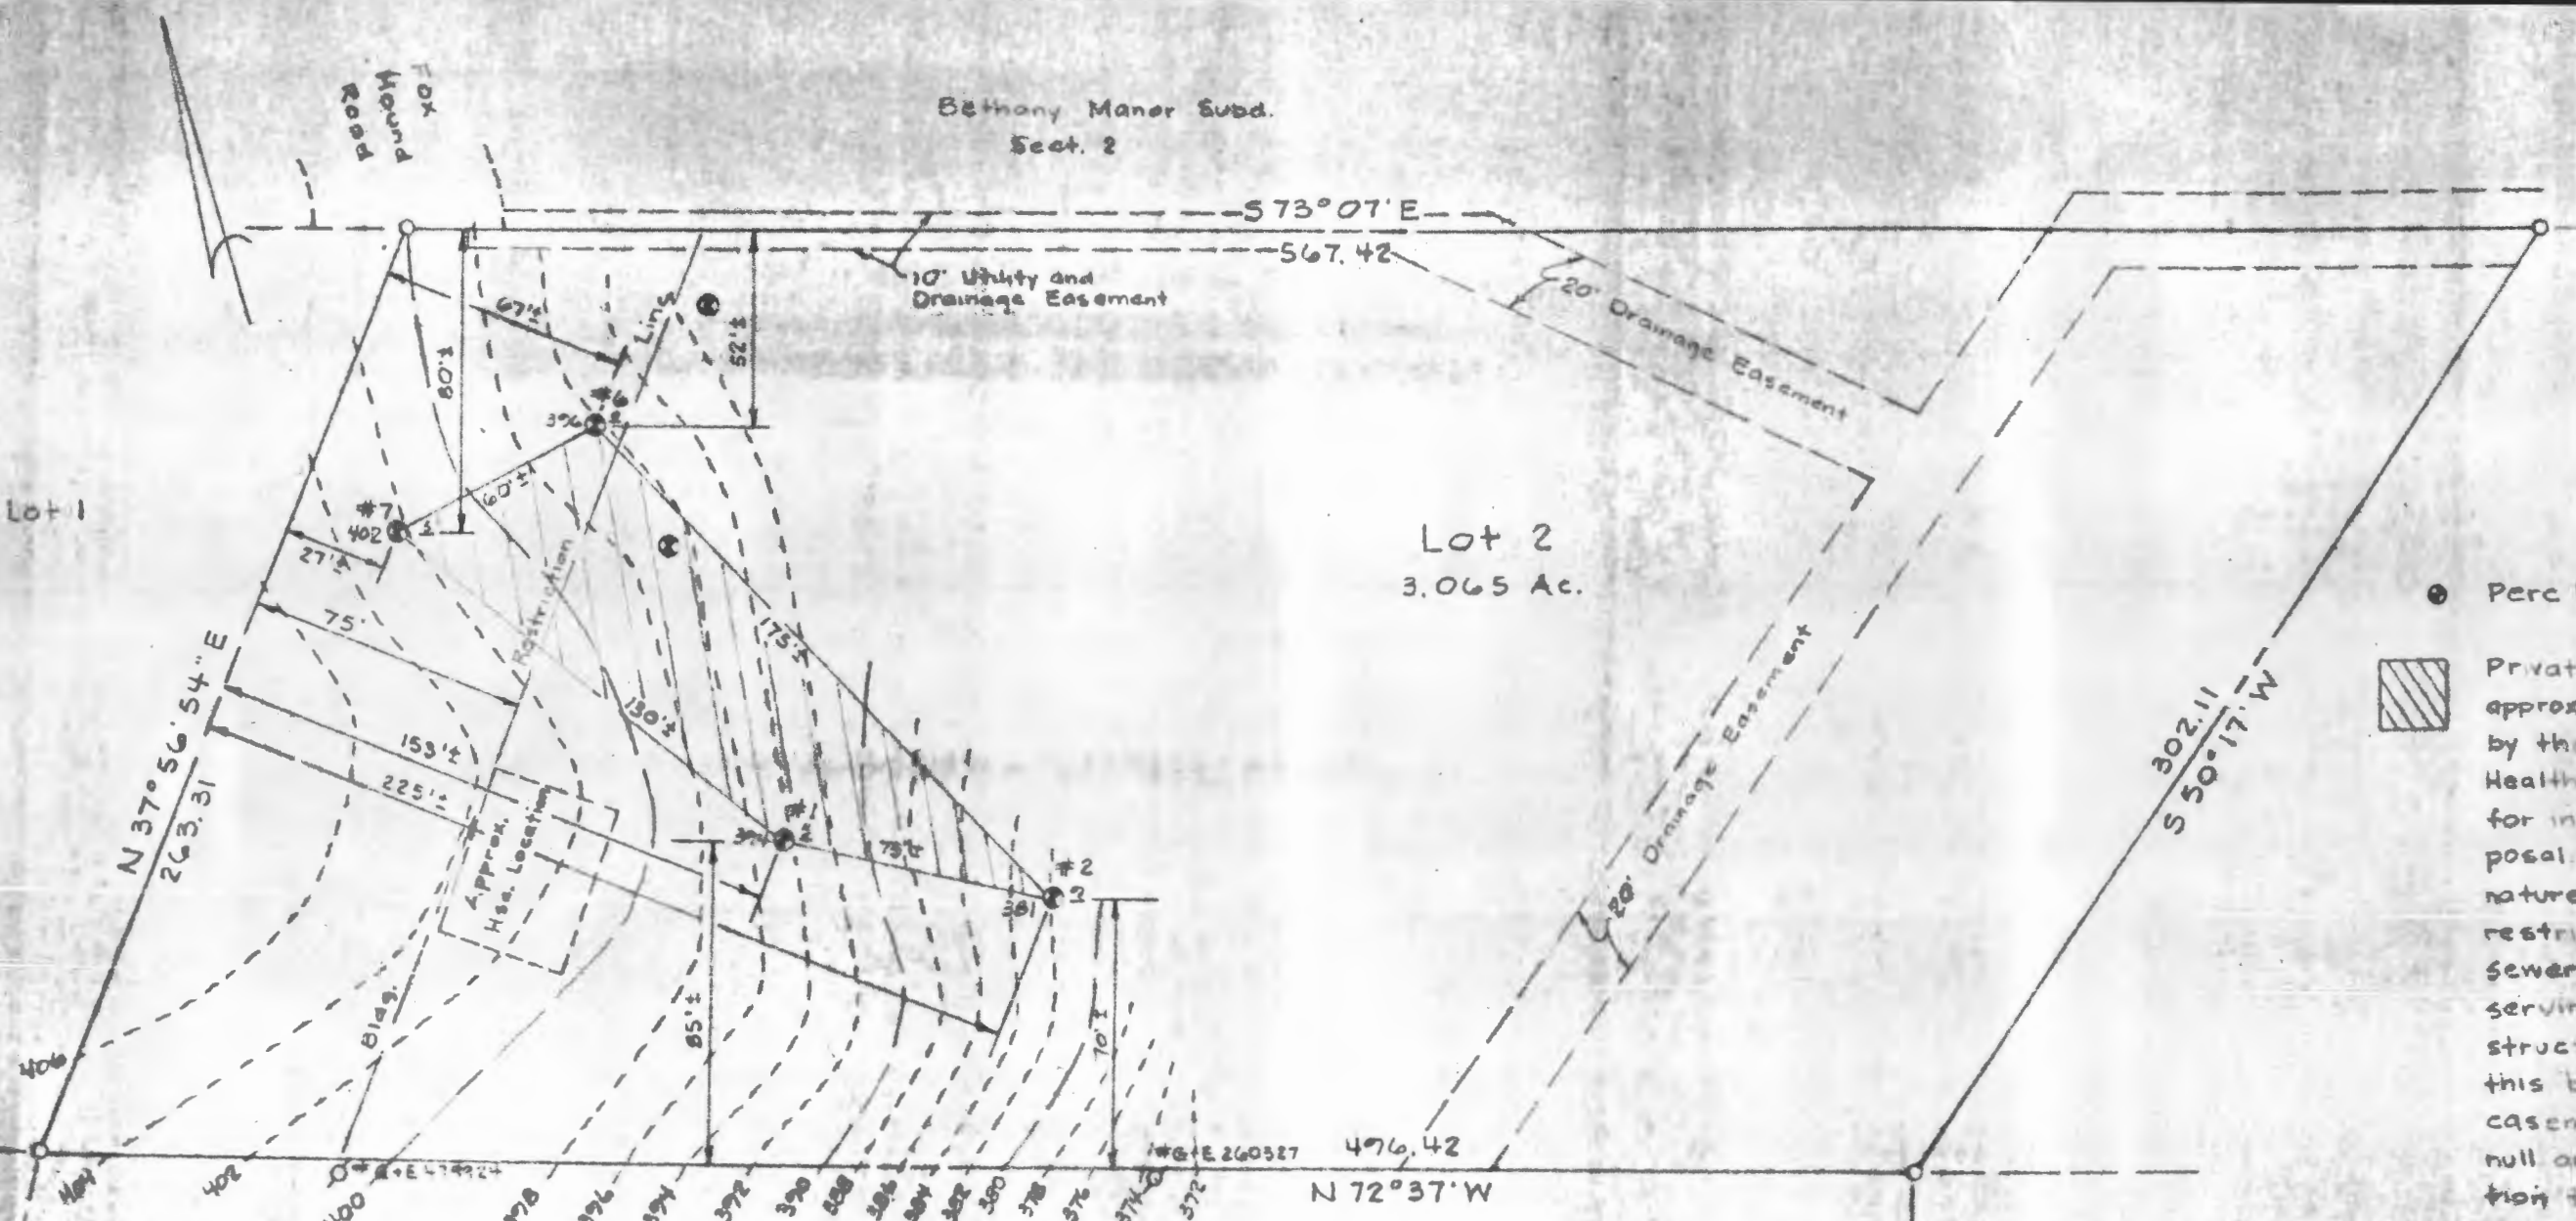 Fox
Hound
Road
Bethany Manor Subd.
Sect. 2
S 73° 07' E
567.42
10' Utility and
Drainage Easement
20' Drainage Easement
67'±
Line
52'±
80'±
#6
396
60'±
Lot 1
#7
402
27'±
Restriction
75'
175'±
130'±
Lot 2
3.065 Ac.
N 37° 56' 54" E
263.31
153'±
225'±
Approx.
Hse. Location
Bldg.
75'±
#2
381
85'±
70'±
20' Drainage Easement
302.11
S 50° 17' W
Perc
Privat
approx
by th
Health
for in
posal
nature
restri
sewer
servin
struc
this
easem
null
tion
406
404
402
400
398
396
394
392
390
388
386
384
382
380
378
376
374
372
#G+E 260327
496.42
N 72° 37' W